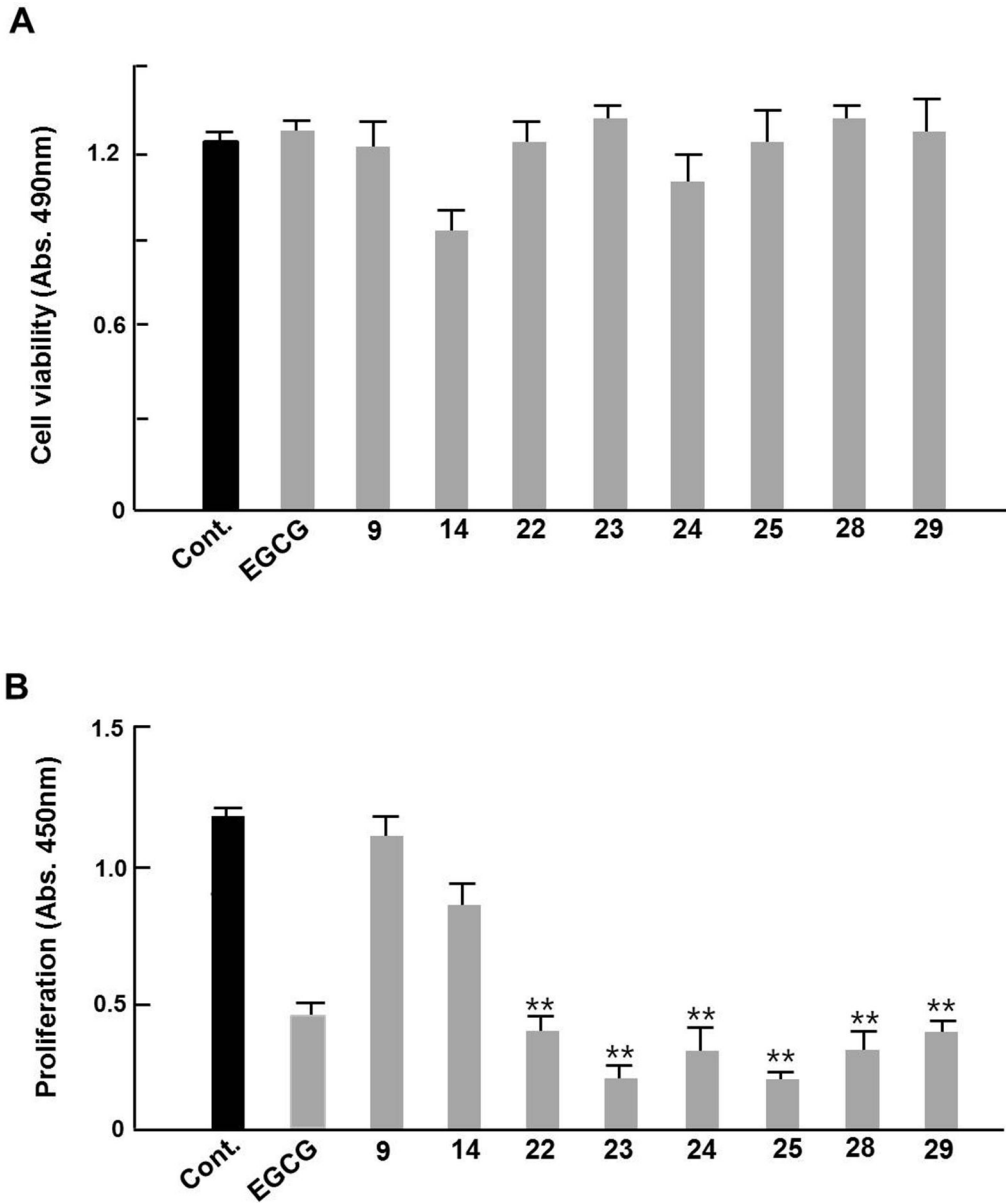 A
Cell viability (Abs. 490nm)
1.2
0.6
0
Cont. EGCG 9 14 22 23 24 25 28 29
B
Proliferation (Abs. 450nm)
1.5
1.0
0.5
0
** ** ** ** ** **
Cont. EGCG 9 14 22 23 24 25 28 29